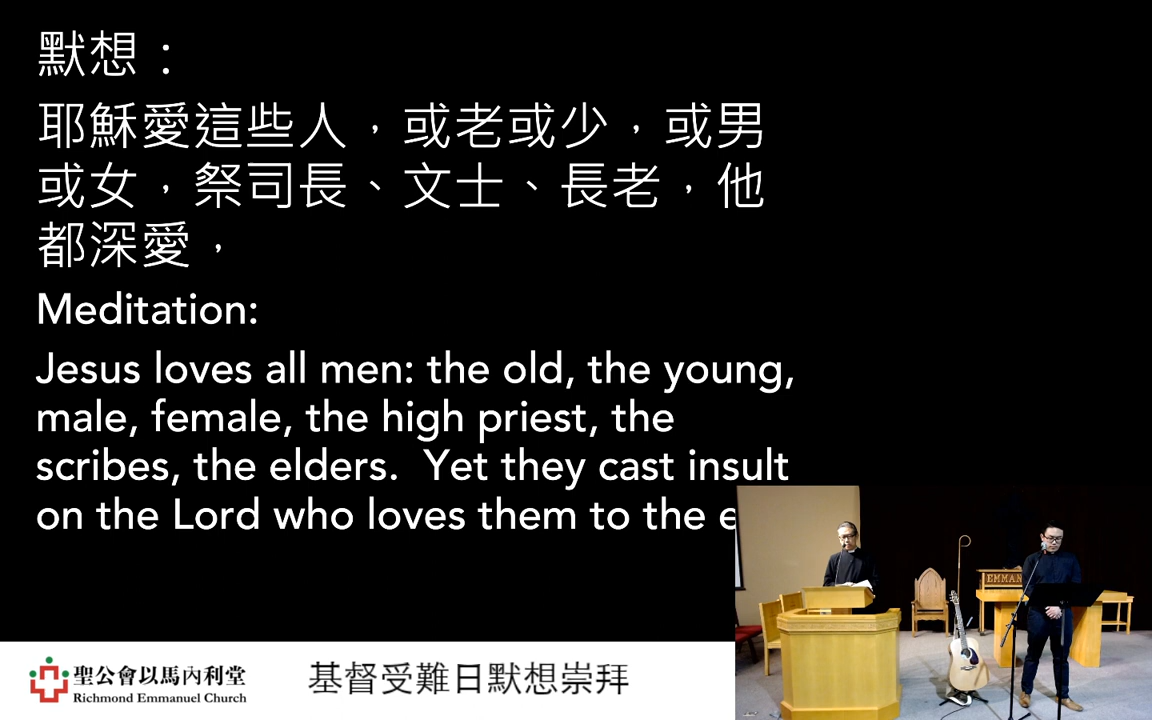 默想：
耶穌愛這些人，或老或少，或男
或女，祭司長、文士、長老，他
都深愛，
Meditation:
Jesus loves all men: the old, the young,
male, female, the high priest, the
scribes, the elders.  Yet they cast insult
on the Lord who loves them to the
聖公會以馬內利堂
Richmond Emmanuel Church
基督受難日默想崇拜